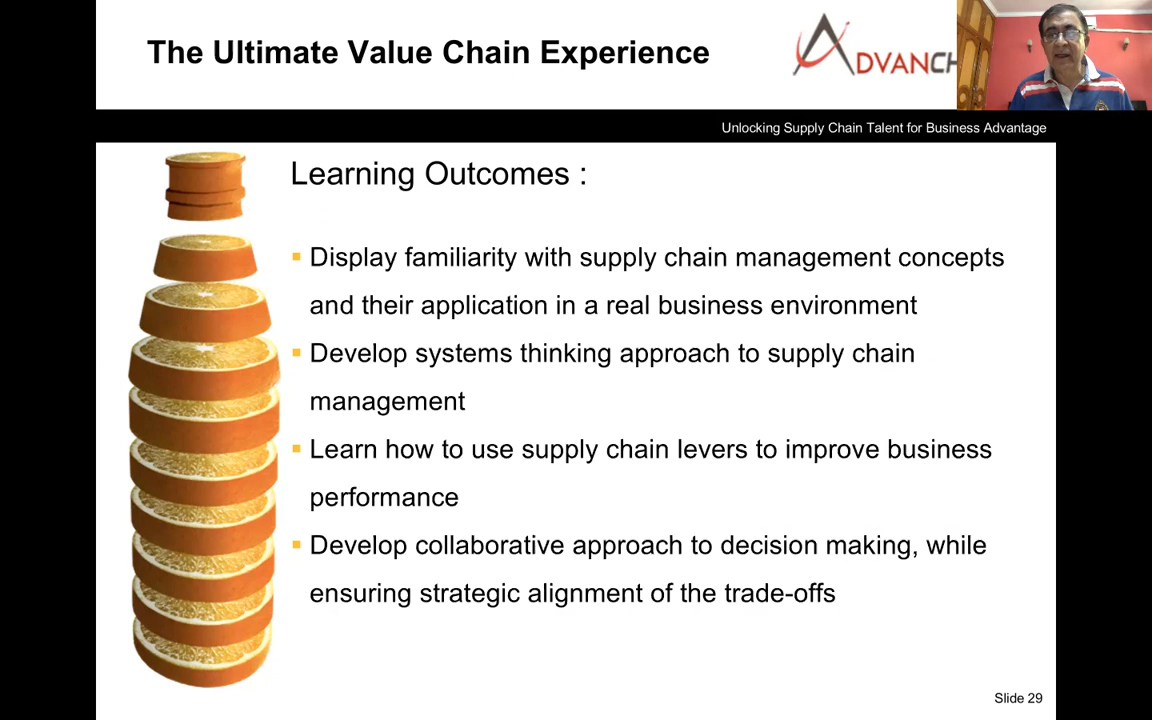 The Ultimate Value Chain Experience
ADVANCH
Unlocking Supply Chain Talent for Business Advantage
Learning Outcomes :
Display familiarity with supply chain management concepts
and their application in a real business environment
Develop systems thinking approach to supply chain
management
Learn how to use supply chain levers to improve business
performance
Develop collaborative approach to decision making, while
ensuring strategic alignment of the trade-offs
Slide 29